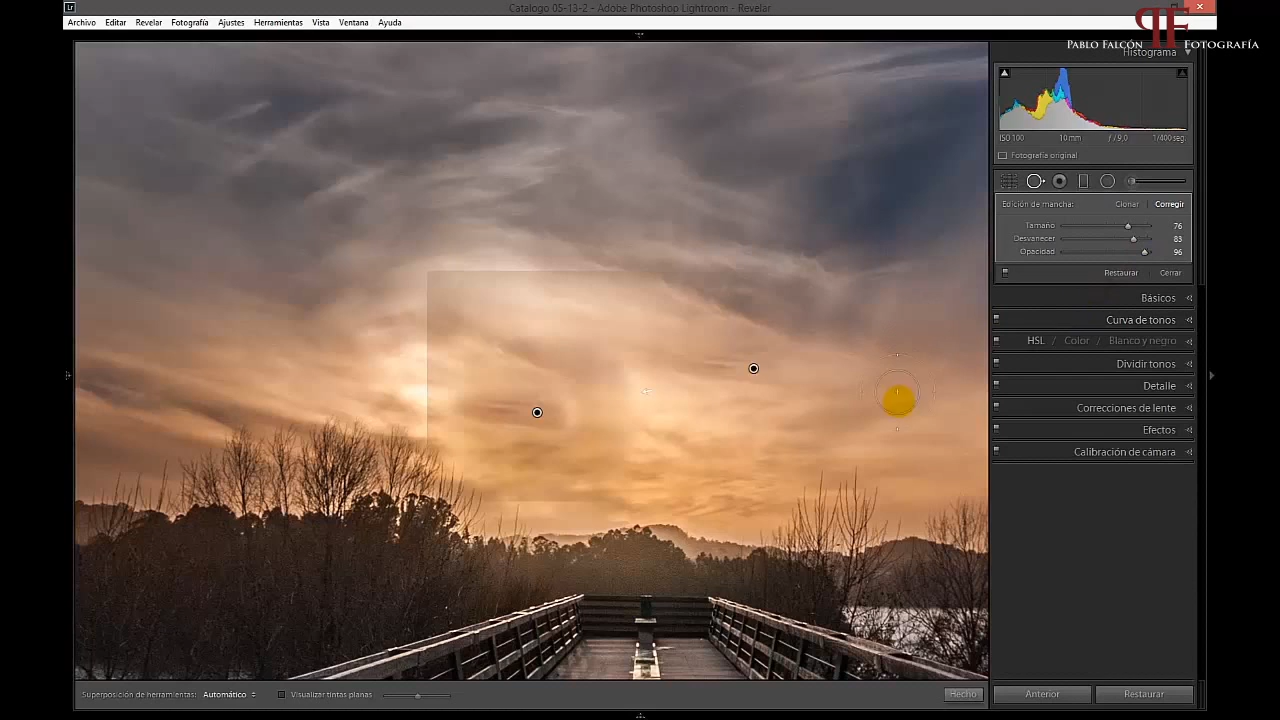 Lr
Catalogo 05-13-2 - Adobe Photoshop Lightroom - Revelar
Archivo Editar Revelar Fotografía Ajustes Herramientas Vista Ventana Ayuda
PF
PABLO FALCÓN FOTOGRAFÍA
Histograma
ISO 100 10 mm f / 9,0 1/400 seg.
Fotografía original
Edición de mancha: Clonar Corregir
Tamaño 76
Desvanecer 83
Opacidad 96
Restaurar Cerrar
Básicos
Curva de tonos
HSL / Color / Blanco y negro
Dividir tonos
Detalle
Correcciones de lente
Efectos
Calibración de cámara
Superposición de herramientas: Automático Visualizar tintas planas Hecho Anterior Restaurar